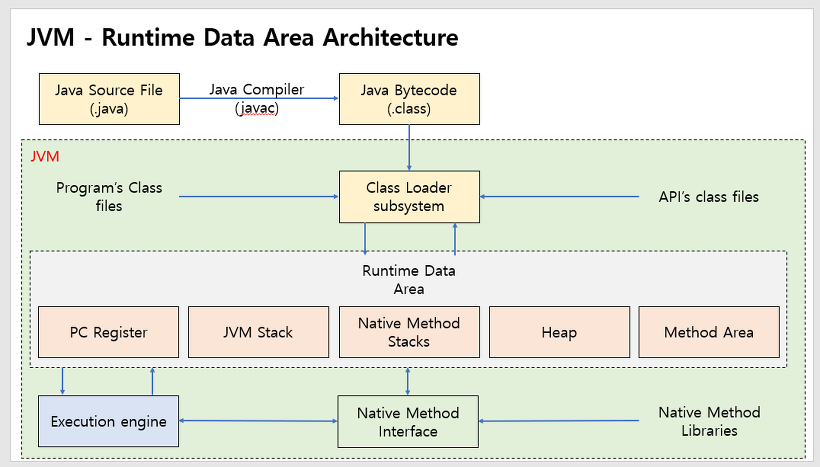 JVM - Runtime Data Area Architecture
Java Source File
(.java)
Java Compiler
(javac)
Java Bytecode
(.class)
JVM
Program's Class
files
Class Loader
subsystem
API's class files
Runtime Data
Area
PC Register
JVM Stack
Native Method
Stacks
Heap
Method Area
Execution engine
Native Method
Interface
Native Method
Libraries